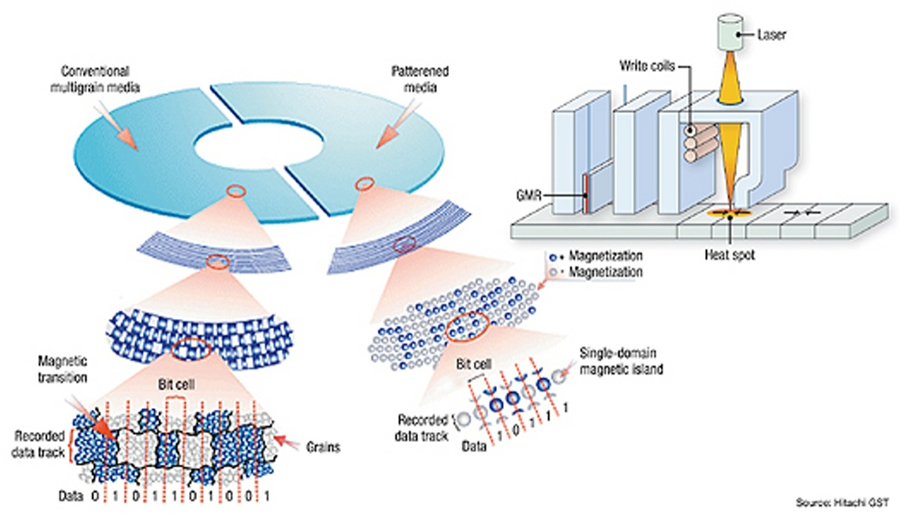 Conventional
multigrain media
Patterened
media
Laser
Write coils
GMR
Heat spot
+ Magnetization
- Magnetization
Magnetic
transition
Bit cell
Recorded
data track
Grains
Data 0 1 0 1 1 0 1 0 0 1
Bit cell
Single-domain
magnetic island
Recorded
data track
Data
1 0 1 1 1
Source: Hitachi GST